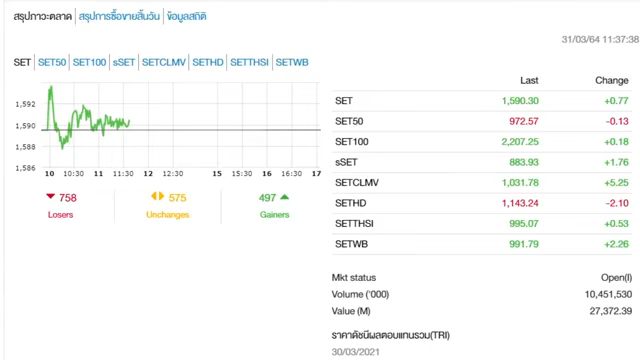 สรุปภาวะตลาด สรุปการซื้อขายสิ้นวัน ข้อมูลสถิติ
31/03/64 11:37:38
SET SET50 SET100 sSET SETCLMV SETHD SETTHSI SETWB
1,592
1,590
1,588
1,586
10 10:30 11 11:30 12 12:30 15 15:30 16 16:30 17
758 575 497
Losers Unchanges Gainers
Last Change
SET 1,590.30 +0.77
SET50 972.57 -0.13
SET100 2,207.25 +0.18
sSET 883.93 +1.76
SETCLMV 1,031.78 +5.25
SETHD 1,143.24 -2.10
SETTHSI 995.07 +0.53
SETWB 991.79 +2.26
Mkt status Open(I)
Volume ('000) 10,451,530
Value (M) 27,372.39
ราคาดัชนีผลตอบแทนรวม(TRI)
30/03/2021